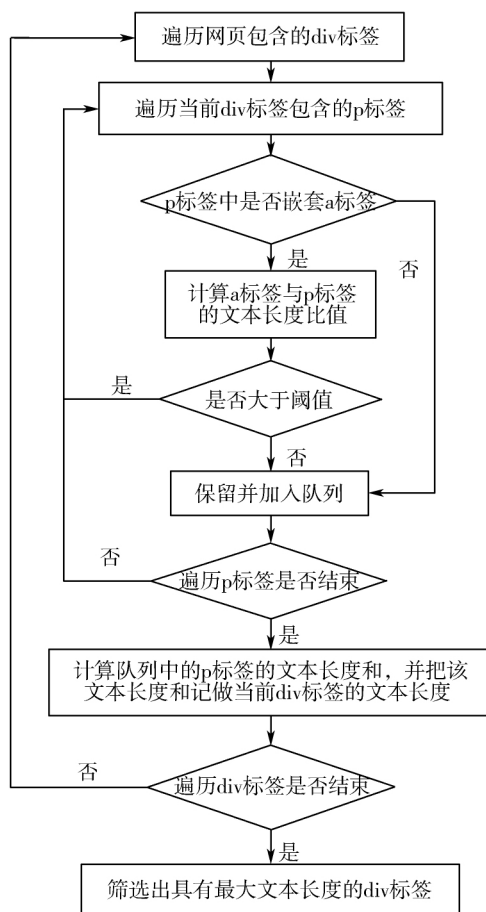 遍历网页包含的div标签
遍历当前div标签包含的p标签
p标签中是否嵌套a标签
是
否
计算a标签与p标签
的文本长度比值
是
是否大于阈值
否
保留并加入队列
否
遍历p标签是否结束
是
计算队列中的p标签的文本长度和，并把该
文本长度和记做当前div标签的文本长度
否
遍历div标签是否结束
是
筛选出具有最大文本长度的div标签